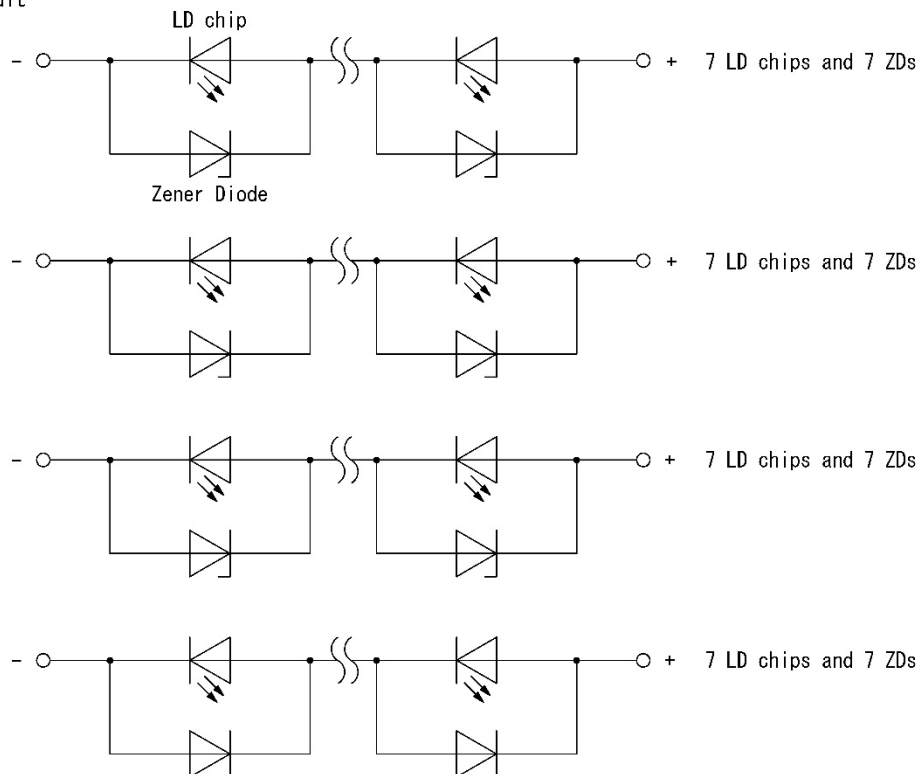 LD chip
- + 7 LD chips and 7 ZDs
Zener Diode
- + 7 LD chips and 7 ZDs
- + 7 LD chips and 7 ZDs
- + 7 LD chips and 7 ZDs